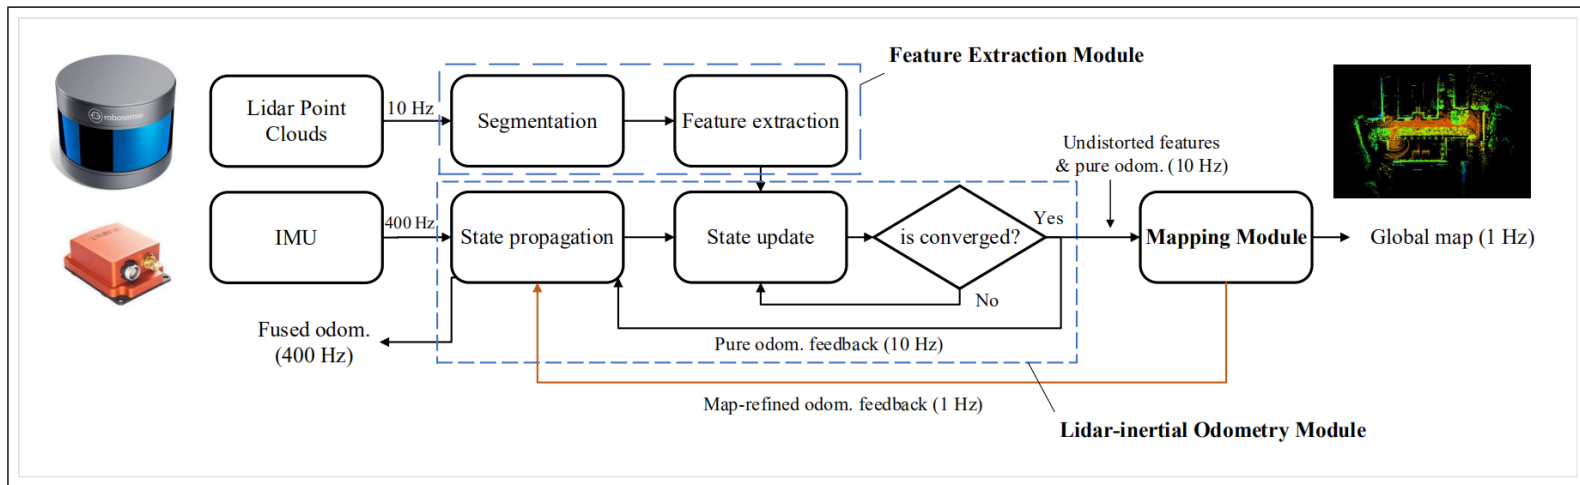 Feature Extraction Module
robosense
Lidar Point
Clouds
10 Hz
Segmentation
Feature extraction
Undistorted features
& pure odom. (10 Hz)
IMU
400 Hz
State propagation
State update
is converged?
Yes
No
Mapping Module
Global map (1 Hz)
Fused odom.
(400 Hz)
Pure odom. feedback (10 Hz)
Map-refined odom. feedback (1 Hz)
Lidar-inertial Odometry Module